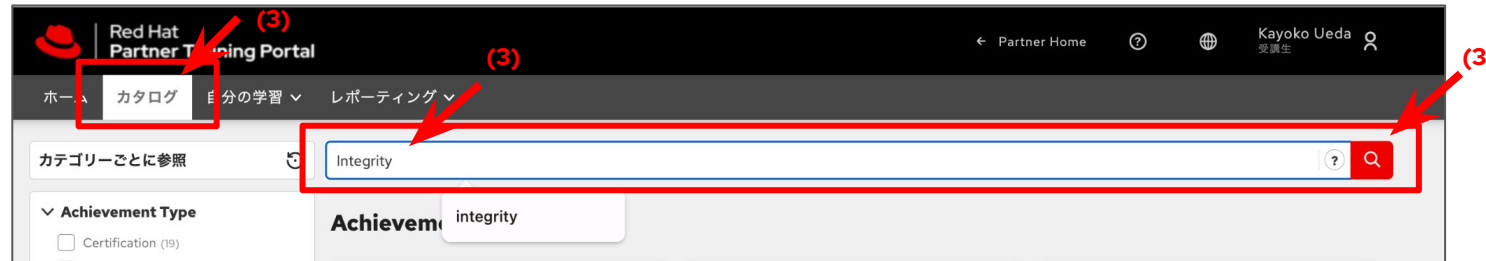 (3)
Red Hat
Partner Training Portal
← Partner Home
?
Kayoko Ueda
受講生
(3)
(3
ホーム カタログ 自分の学習 レポーティング
カテゴリーごとに参照
Integrity
?
Achievement Type
integrity
Achievem
Certification (19)